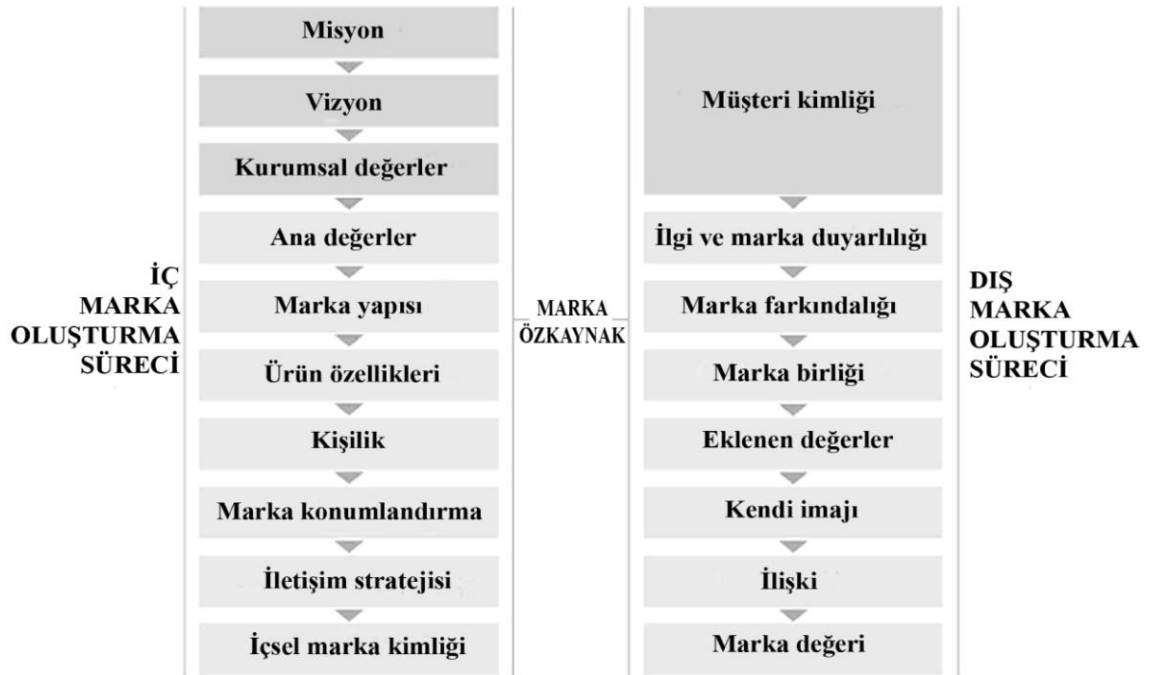 İÇ
MARKA
OLUŞTURMA
SÜRECİ
Misyon
Vizyon
Kurumsal değerler
Ana değerler
Marka yapısı
Ürün özellikleri
Kişilik
Marka konumlandırma
İletişim stratejisi
İçsel marka kimliği
MARKA
ÖZKAYNAK
Müşteri kimliği
İlgi ve marka duyarlılığı
Marka farkındalığı
Marka birliği
Eklenen değerler
Kendi imajı
İlişki
Marka değeri
DIŞ
MARKA
OLUŞTURMA
SÜRECİ